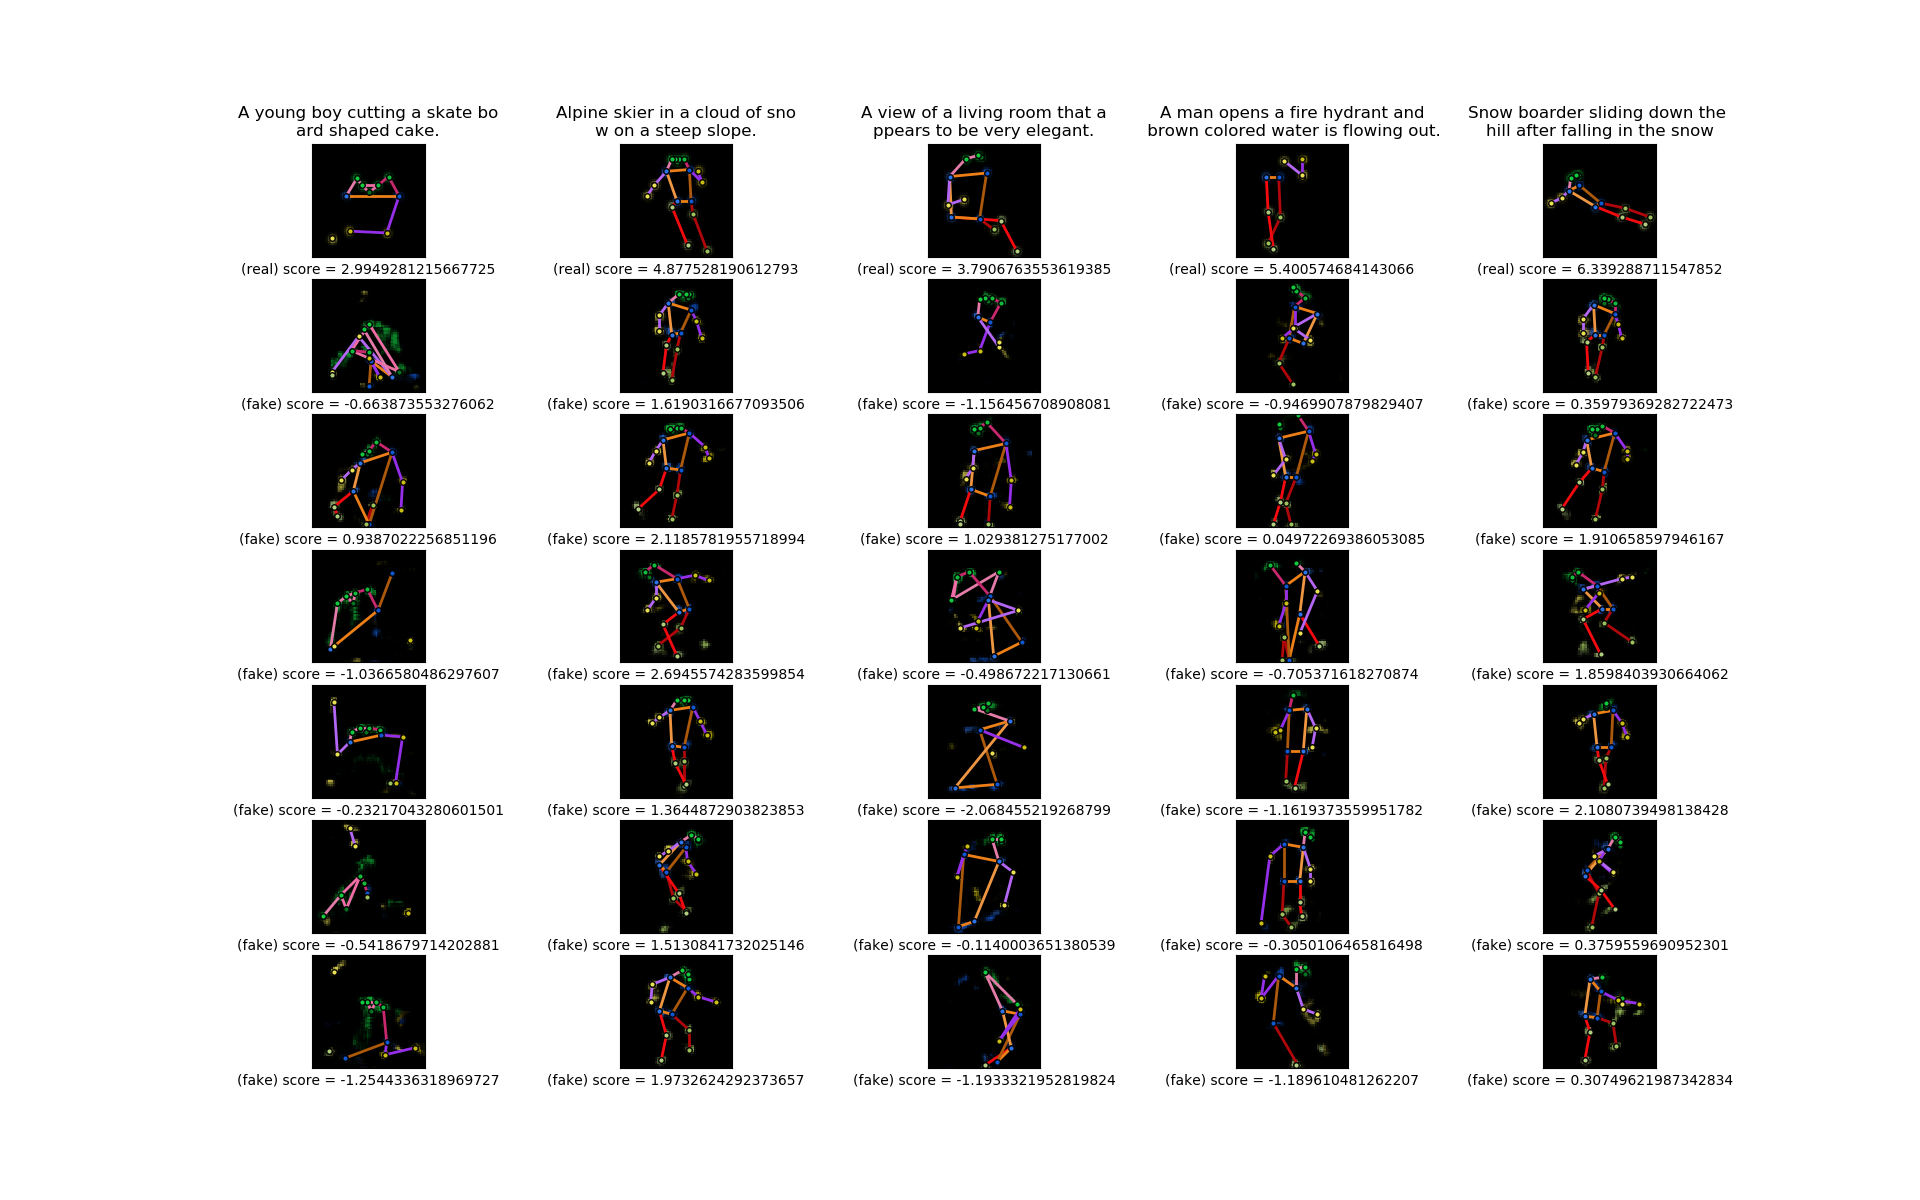 A young boy cutting a skate bo
ard shaped cake.
Alpine skier in a cloud of sno
w on a steep slope.
A view of a living room that a
ppears to be very elegant.
A man opens a fire hydrant and
brown colored water is flowing out.
Snow boarder sliding down the
hill after falling in the snow
(real) score = 2.9949281215667725
(real) score = 4.877528190612793
(real) score = 3.7906763553619385
(real) score = 5.400574684143066
(real) score = 6.339288711547852
(fake) score = -0.663873553276062
(fake) score = 1.6190316677093506
(fake) score = -1.156456708908081
(fake) score = -0.9469907879829407
(fake) score = 0.35979369282722473
(fake) score = 0.9387022256851196
(fake) score = 2.1185781955718994
(fake) score = 1.029381275177002
(fake) score = 0.04972269386053085
(fake) score = 1.910658597946167
(fake) score = -1.0366580486297607
(fake) score = 2.6945574283599854
(fake) score = -0.498672217130661
(fake) score = -0.705371618270874
(fake) score = 1.8598403930664062
(fake) score = -0.23217043280601501
(fake) score = 1.3644872903823853
(fake) score = -2.068455219268799
(fake) score = -1.1619373559951782
(fake) score = 2.1080739498138428
(fake) score = -0.5418679714202881
(fake) score = 1.5130841732025146
(fake) score = -0.1140003651380539
(fake) score = -0.3050106465816498
(fake) score = 0.3759559690952301
(fake) score = -1.2544336318969727
(fake) score = 1.9732624292373657
(fake) score = -1.1933321952819824
(fake) score = -1.189610481262207
(fake) score = 0.30749621987342834